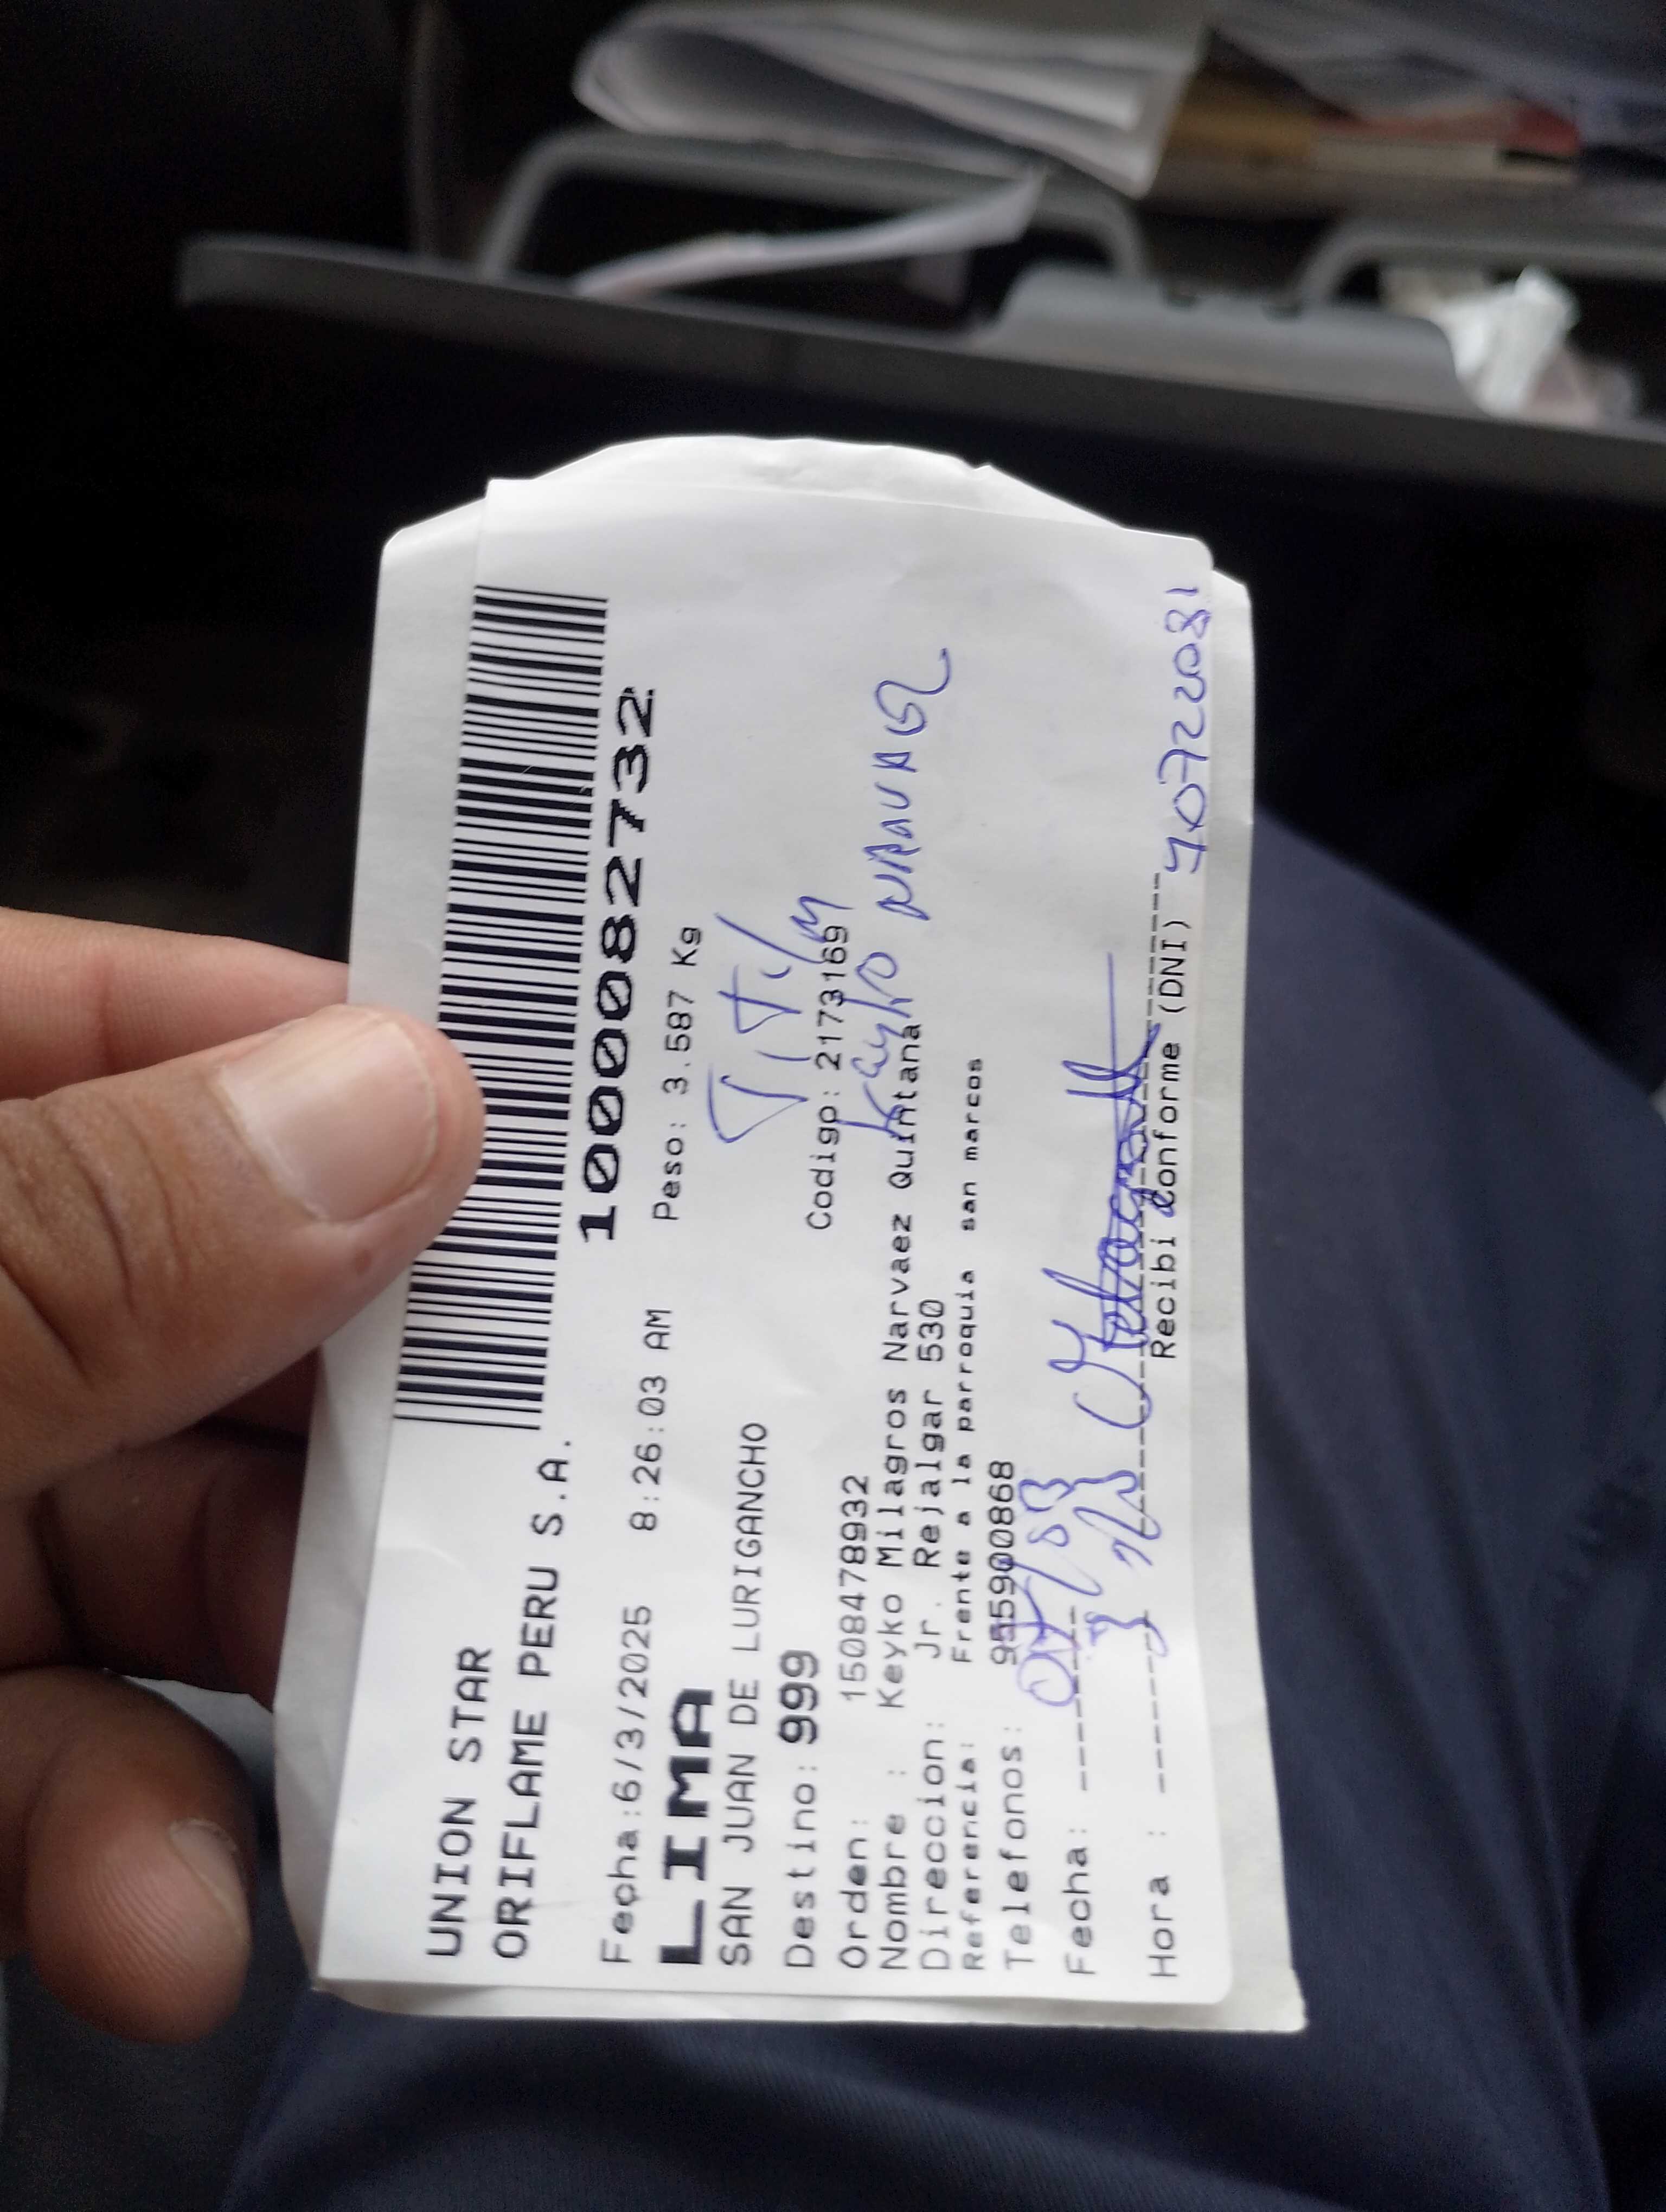 UNION STAR
ORIFLAME PERU S.A.
1000082732
Fecha:6/3/2025 8:26:03 AM Peso: 3.587 Kg
LIMA
SAN JUAN DE LURIGANCHO
Destino: 999
Codigo: 2173169
Orden: 1508478932
Nombre : Keyko Milagros Narvaez Quintana
Direccion: Jr. Rejalgar 530
Referencia: Frente a la parroquia san marcos
Telefonos: 955900868
Fecha:
Hora :
Recibi Conforme (DNI) 40722081